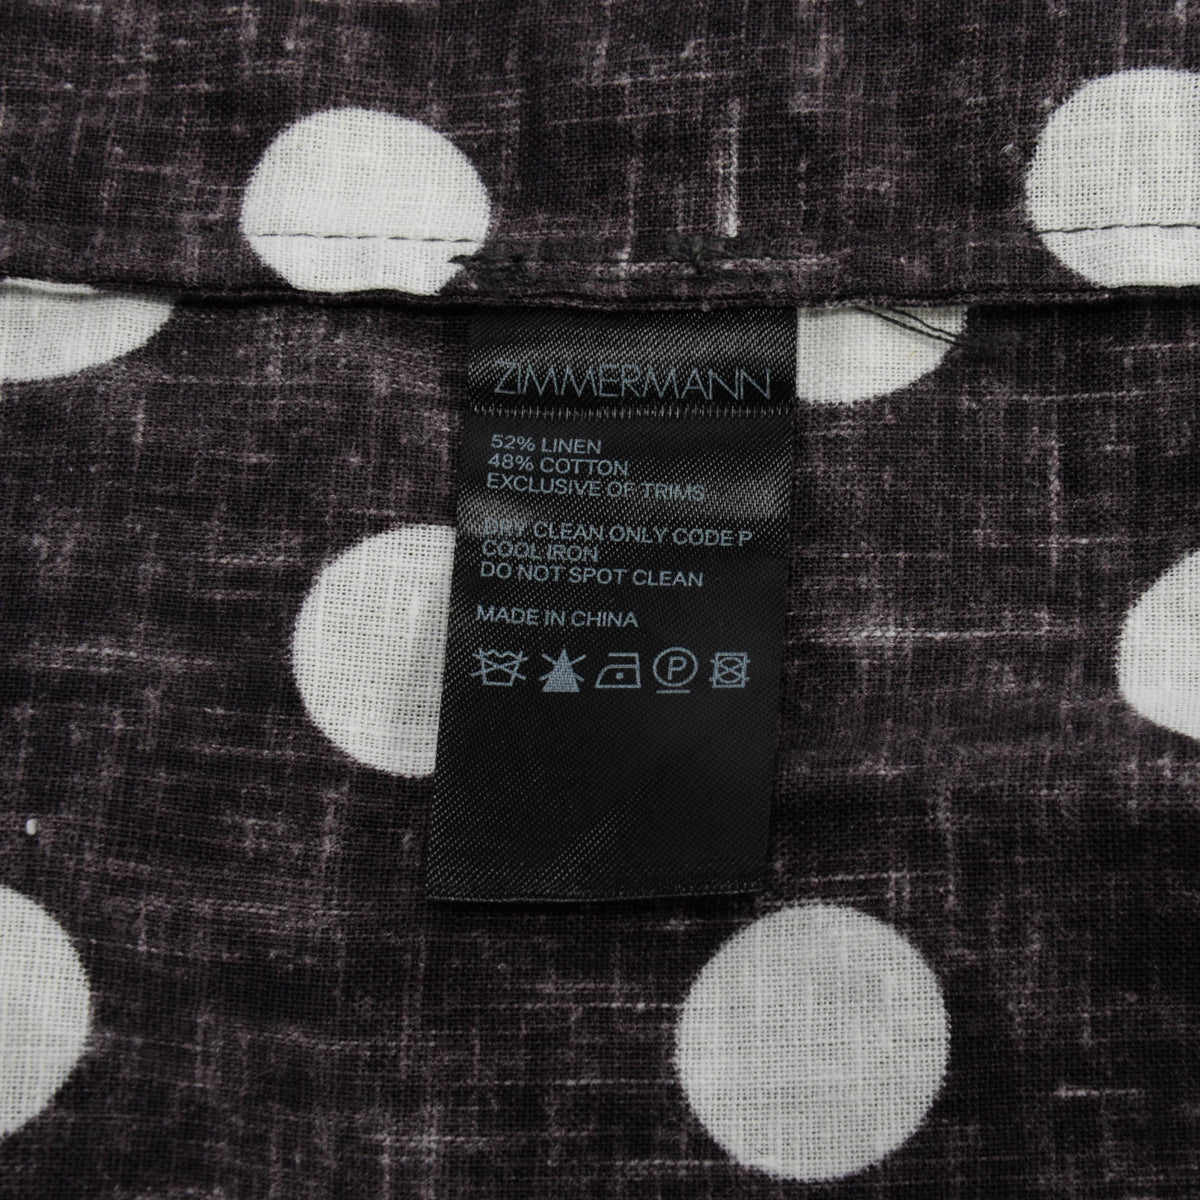 ZIMMERMANN
52% LINEN
48% COTTON
EXCLUSIVE OF TRIMS
DRY CLEAN ONLY CODE P
COOL IRON
DO NOT SPOT CLEAN
MADE IN CHINA
P